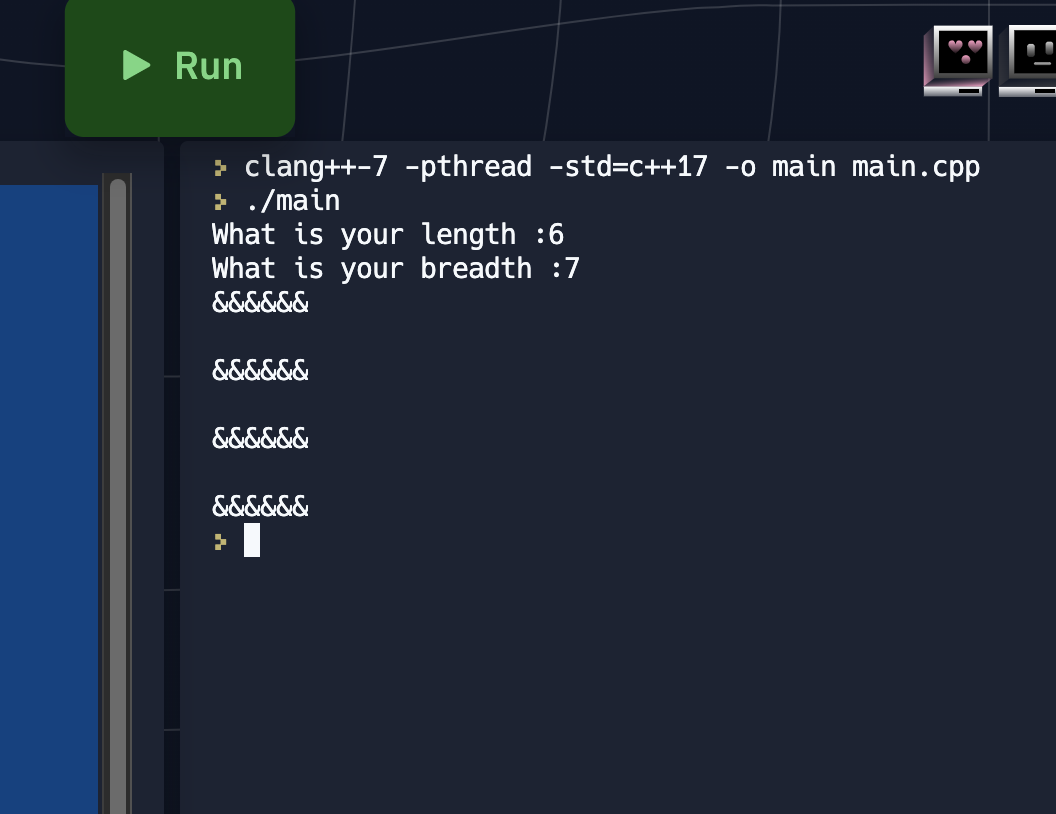 Run
clang++-7 -pthread -std=c++17 -o main main.cpp
./main
What is your length :6
What is your breadth :7
&&&&&&
&&&&&&
&&&&&&
&&&&&&